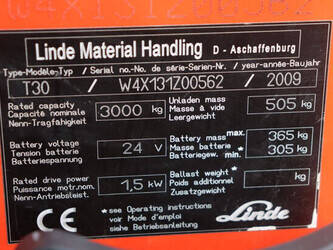 W4X131Z00562
Linde Material Handling D - Aschaffenburg
Type-Modèle-Typ / Serial no.-No. de série-Serien-Nr. / year-année-Baujahr
T30 / W4X131Z00562 / 2009
Rated capacity
Capacité nominale
Nenn-Tragfähigkeit
3000 kg
Unladen mass
Masse à vide
Leergewicht
505 kg
Battery voltage
Tension batterie
Batteriespannung
24 V
Battery mass max.
Masse batterie *
Batteriegew. min.*
365 kg
305 kg
Rated drive power
Puissance motr.nom.
Nenn-Antriebsleist.
1,5 kW
Ballast weight *
Poids additionnel
Zusatzgewicht
kg
CE
* see Operating instructions
voir Mode d'emploi
siehe Betriebsanleitung
Linde